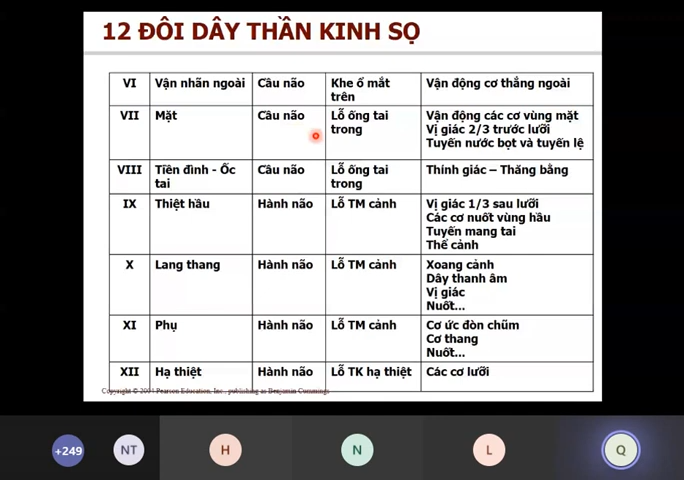 12 ĐÔI DÂY THẦN KINH SỌ
VI Vận nhãn ngoài Cầu não Khe ổ mắt trên Vận động cơ thẳng ngoài
VII Mặt Cầu não Lỗ ống tai trong Vận động các cơ vùng mặt
Vị giác 2/3 trước lưỡi
Tuyến nước bọt và tuyến lệ
VIII Tiền đình - Ốc tai Cầu não Lỗ ống tai trong Thính giác – Thăng bằng
IX Thiệt hầu Hành não Lỗ TM cảnh Vị giác 1/3 sau lưỡi
Các cơ nuốt vùng hầu
Tuyến mang tai
Thể cảnh
X Lang thang Hành não Lỗ TM cảnh Xoang cảnh
Dây thanh âm
Vị giác
Nuốt...
XI Phụ Hành não Lỗ TM cảnh Cơ ức đòn chũm
Cơ thang
Nuốt...
XII Hạ thiệt Hành não Lỗ TK hạ thiệt Các cơ lưỡi
Copyright © 2004 Pearson Education, Inc., publishing as Benjamin Cummings
+249 NT H N L Q